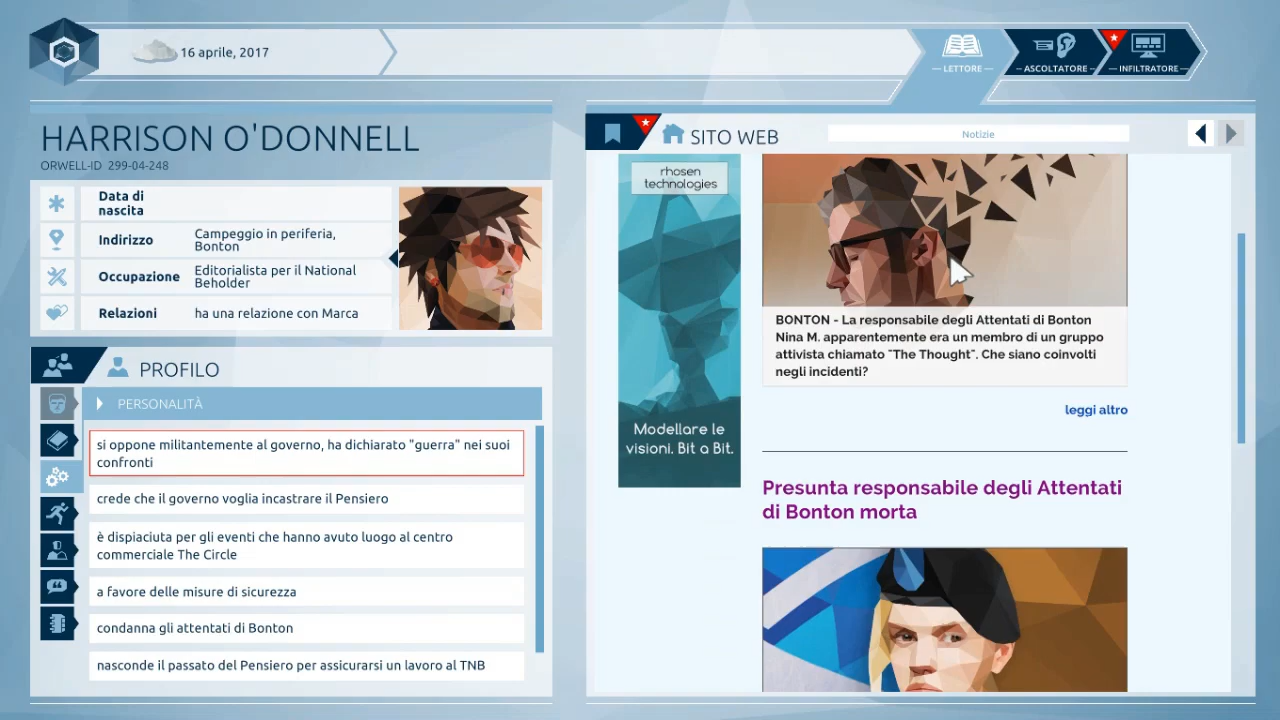 16 aprile, 2017
LETTORE
ASCOLTATORE
INFILTRATORE
HARRISON O'DONNELL
ORWELL-ID 299-04-248
Data di
nascita
Indirizzo
Campeggio in periferia,
Bonton
Occupazione
Editorialista per il National
Beholder
Relazioni
ha una relazione con Marca
PROFILO
PERSONALITÀ
si oppone militantemente al governo, ha dichiarato "guerra" nei suoi
confronti
crede che il governo voglia incastrare il Pensiero
è dispiaciuta per gli eventi che hanno avuto luogo al centro
commerciale The Circle
a favore delle misure di sicurezza
condanna gli attentati di Bonton
nasconde il passato del Pensiero per assicurarsi un lavoro al TNB
SITO WEB
Notizie
rhosen
technologies
Modellare le
visioni. Bit a Bit.
BONTON - La responsabile degli Attentati di Bonton
Nina M. apparentemente era un membro di un gruppo
attivista chiamato "The Thought". Che siano coinvolti
negli incidenti?
leggi altro
Presunta responsabile degli Attentati
di Bonton morta